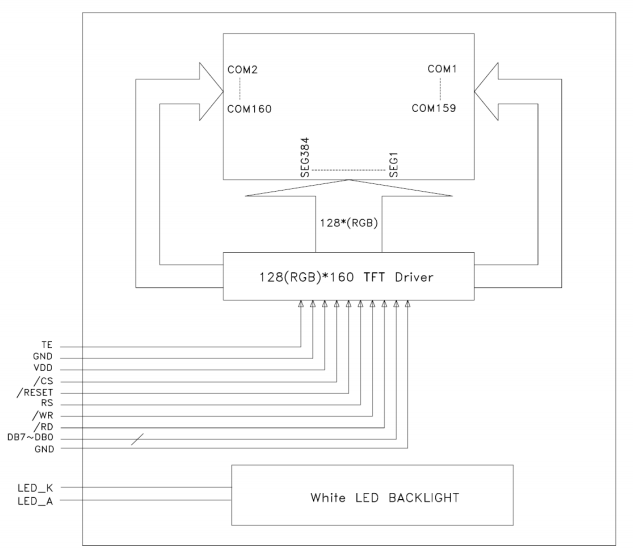 COM2
COM1
COM160
COM159
SEG384
SEG1
128*(RGB)
128(RGB)*160 TFT Driver
TE
GND
VDD
/CS
/RESET
RS
/WR
/RD
DB7~DB0
GND
LED_K
LED_A
White LED BACKLIGHT